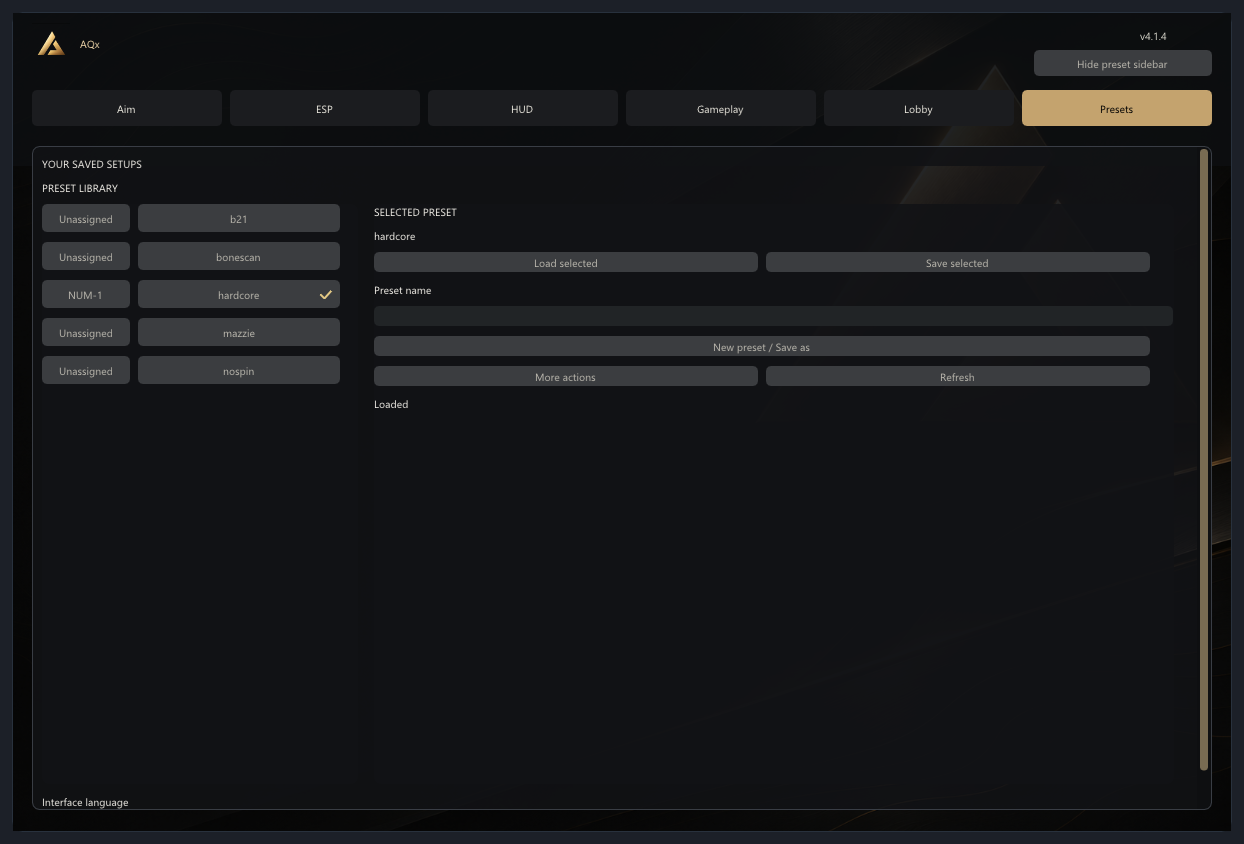 AQx
v4.1.4
Hide preset sidebar
Aim
ESP
HUD
Gameplay
Lobby
Presets
YOUR SAVED SETUPS
PRESET LIBRARY
Unassigned
b21
Unassigned
bonescan
NUM-1
hardcore
Unassigned
mazzie
Unassigned
nospin
SELECTED PRESET
hardcore
Load selected
Save selected
Preset name
New preset / Save as
More actions
Refresh
Loaded
Interface language